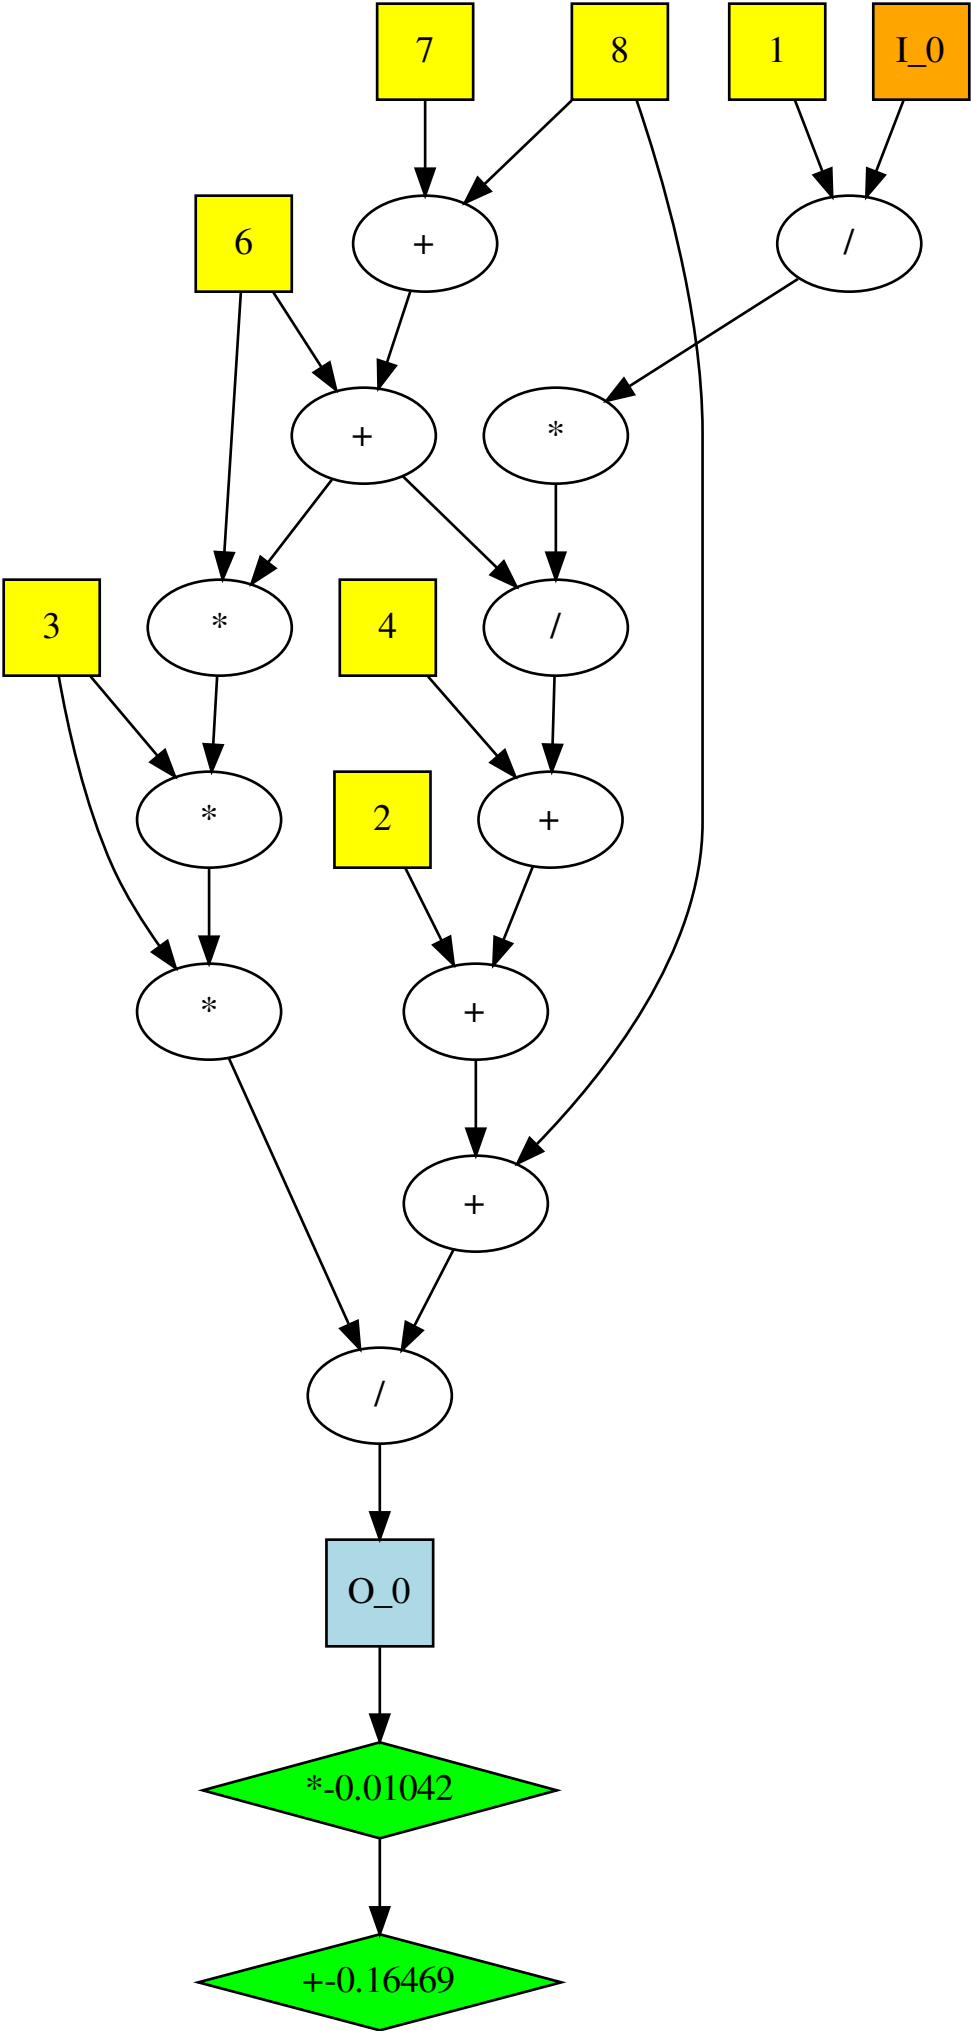 7 8 1 I_0
6 + /
+ *
3 * 4 /
* 2 +
* +
+
/
O_0
*-0.01042
+-0.16469